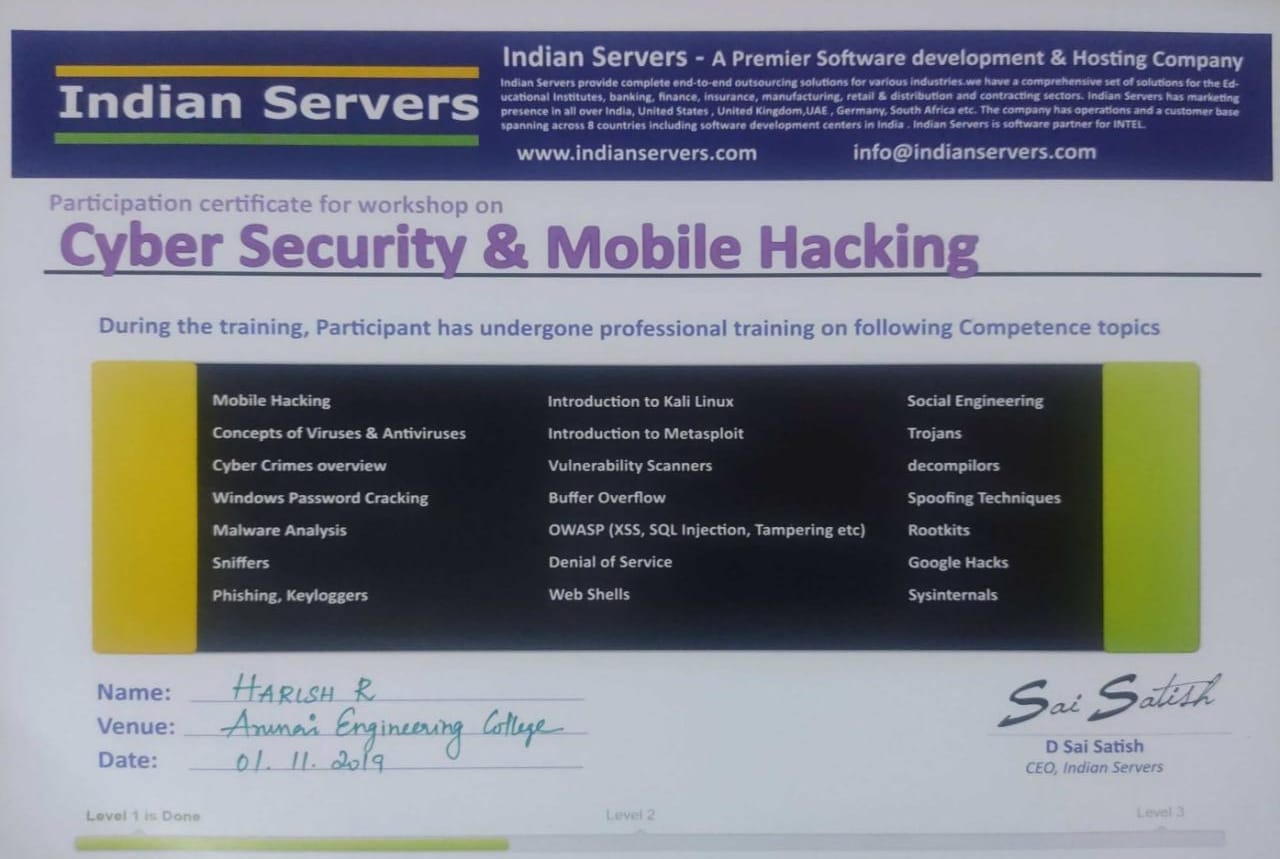 Indian Servers
Indian Servers - A Premier Software development & Hosting Company
Indian Servers provide complete end-to-end outsourcing solutions for various industries.we have a comprehensive set of solutions for the Ed-
ucational Institutes, banking, finance, insurance, manufacturing, retail & distribution and contracting sectors. Indian Servers has marketing
presence in all over India, United States , United Kingdom,UAE , Germany, South Africa etc. The company has operations and a customer base
spanning across 8 countries including software development centers in India . Indian Servers is software partner for INTEL.
www.indianservers.com info@indianservers.com
Participation certificate for workshop on
Cyber Security & Mobile Hacking
During the training, Participant has undergone professional training on following Competence topics
Mobile Hacking
Concepts of Viruses & Antiviruses
Cyber Crimes overview
Windows Password Cracking
Malware Analysis
Sniffers
Phishing, Keyloggers
Introduction to Kali Linux
Introduction to Metasploit
Vulnerability Scanners
Buffer Overflow
OWASP (XSS, SQL Injection, Tampering etc)
Denial of Service
Web Shells
Social Engineering
Trojans
decompilors
Spoofing Techniques
Rootkits
Google Hacks
Sysinternals
Name: HARISH R
Venue: Arunai Engineering College
Date: 01. 11. 2019
Sai Satish
D Sai Satish
CEO, Indian Servers
Level 1 is Done Level 2 Level 3